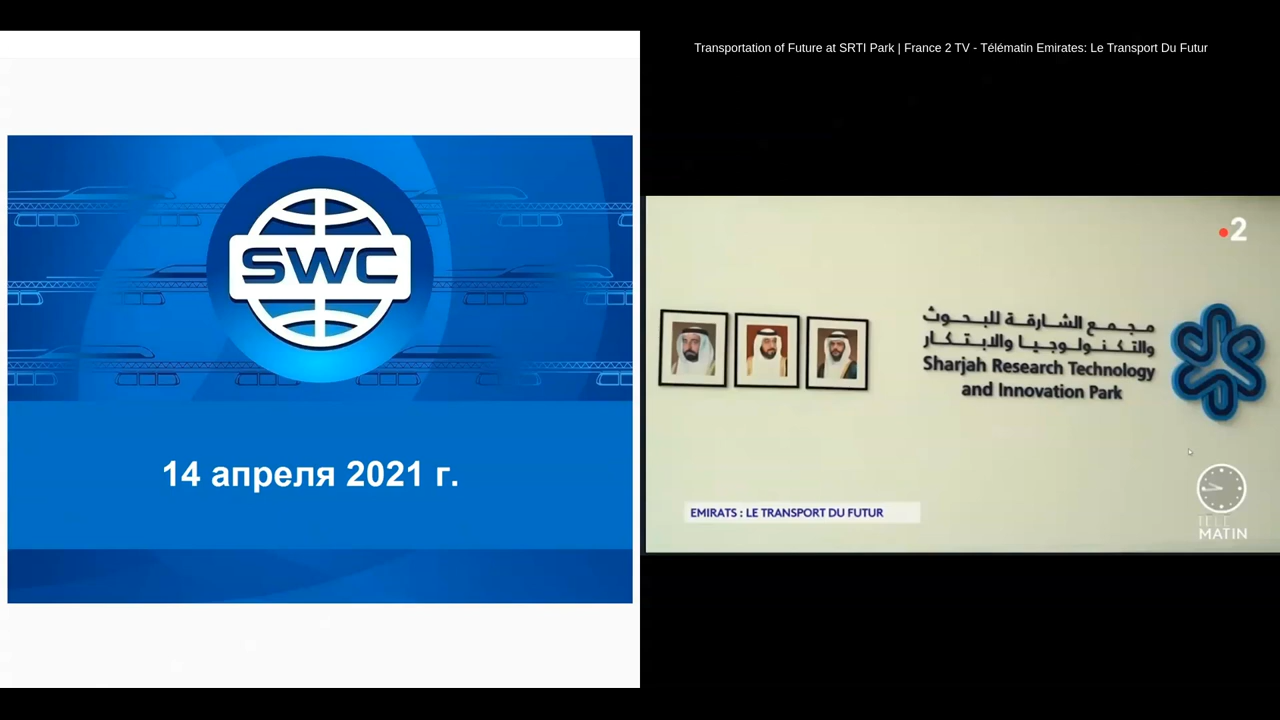 SWC
14 апреля 2021 г.
Transportation of Future at SRTI Park | France 2 TV - Télématin Emirates: Le Transport Du Futur
2
مجمع الشارقة للبحوث
والتكنولوجيا والابتكار
Sharjah Research Technology
and Innovation Park
EMIRATS : LE TRANSPORT DU FUTUR
TÉLÉ
MATIN